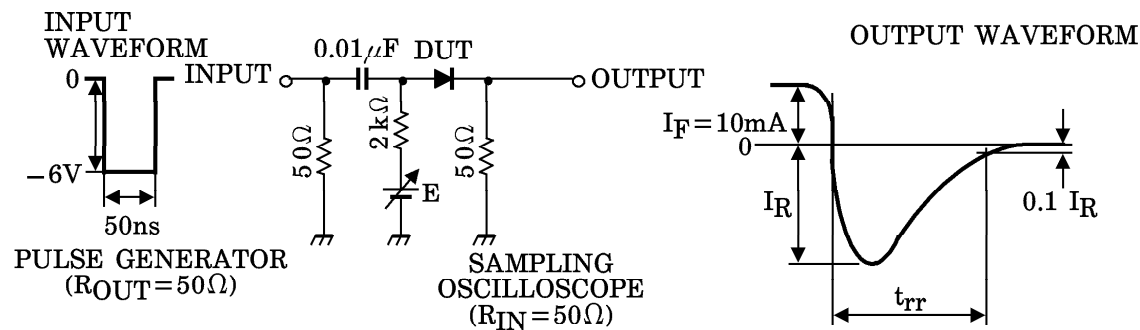 INPUT
WAVEFORM
0
−6V
50ns
PULSE GENERATOR
(ROUT=50Ω)
INPUT
0.01μF
DUT
OUTPUT
50Ω
2kΩ
E
50Ω
SAMPLING
OSCILLOSCOPE
(RIN=50Ω)
OUTPUT WAVEFORM
IF=10mA
0
IR
0.1 IR
trr